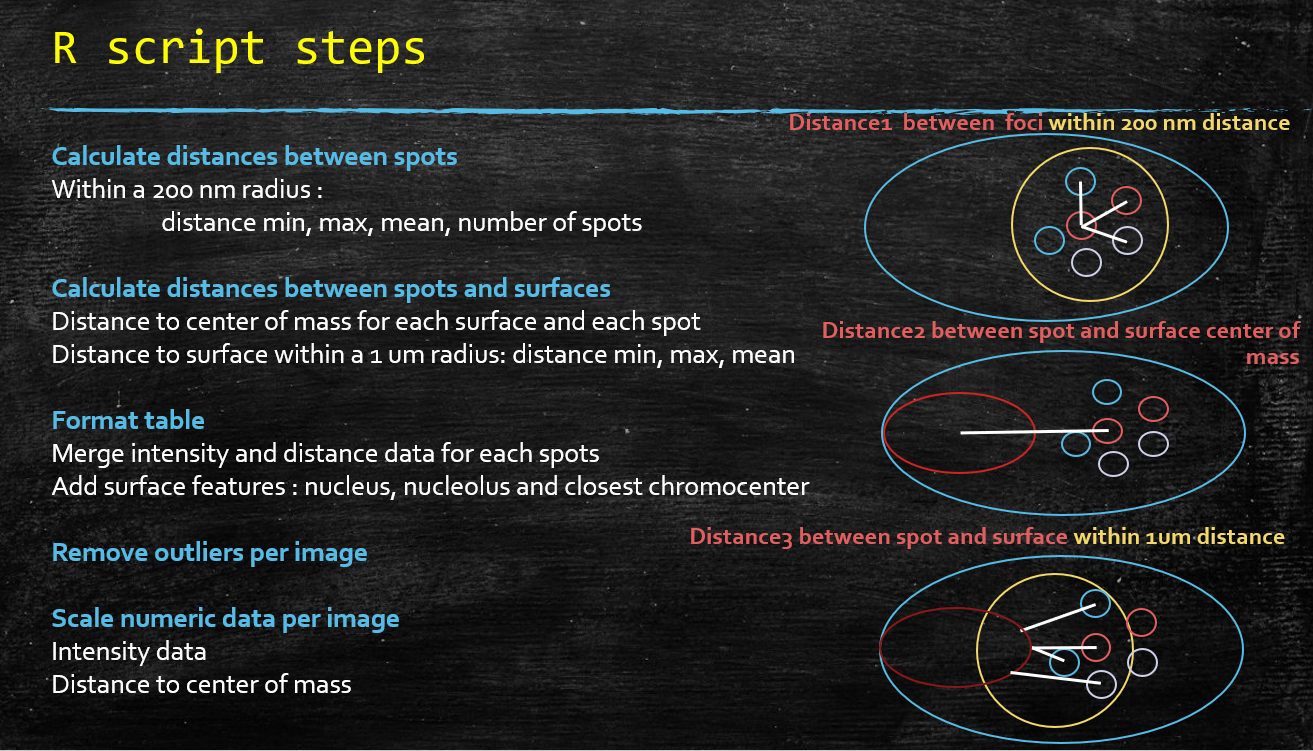 R script steps
Distance1 between foci within 200 nm distance
Calculate distances between spots
Within a 200 nm radius :
distance min, max, mean, number of spots
Calculate distances between spots and surfaces
Distance to center of mass for each surface and each spot
Distance to surface within a 1 um radius: distance min, max, mean
Distance2 between spot and surface center of
mass
Format table
Merge intensity and distance data for each spots
Add surface features : nucleus, nucleolus and closest chromocenter
Distance3 between spot and surface within 1um distance
Remove outliers per image
Scale numeric data per image
Intensity data
Distance to center of mass